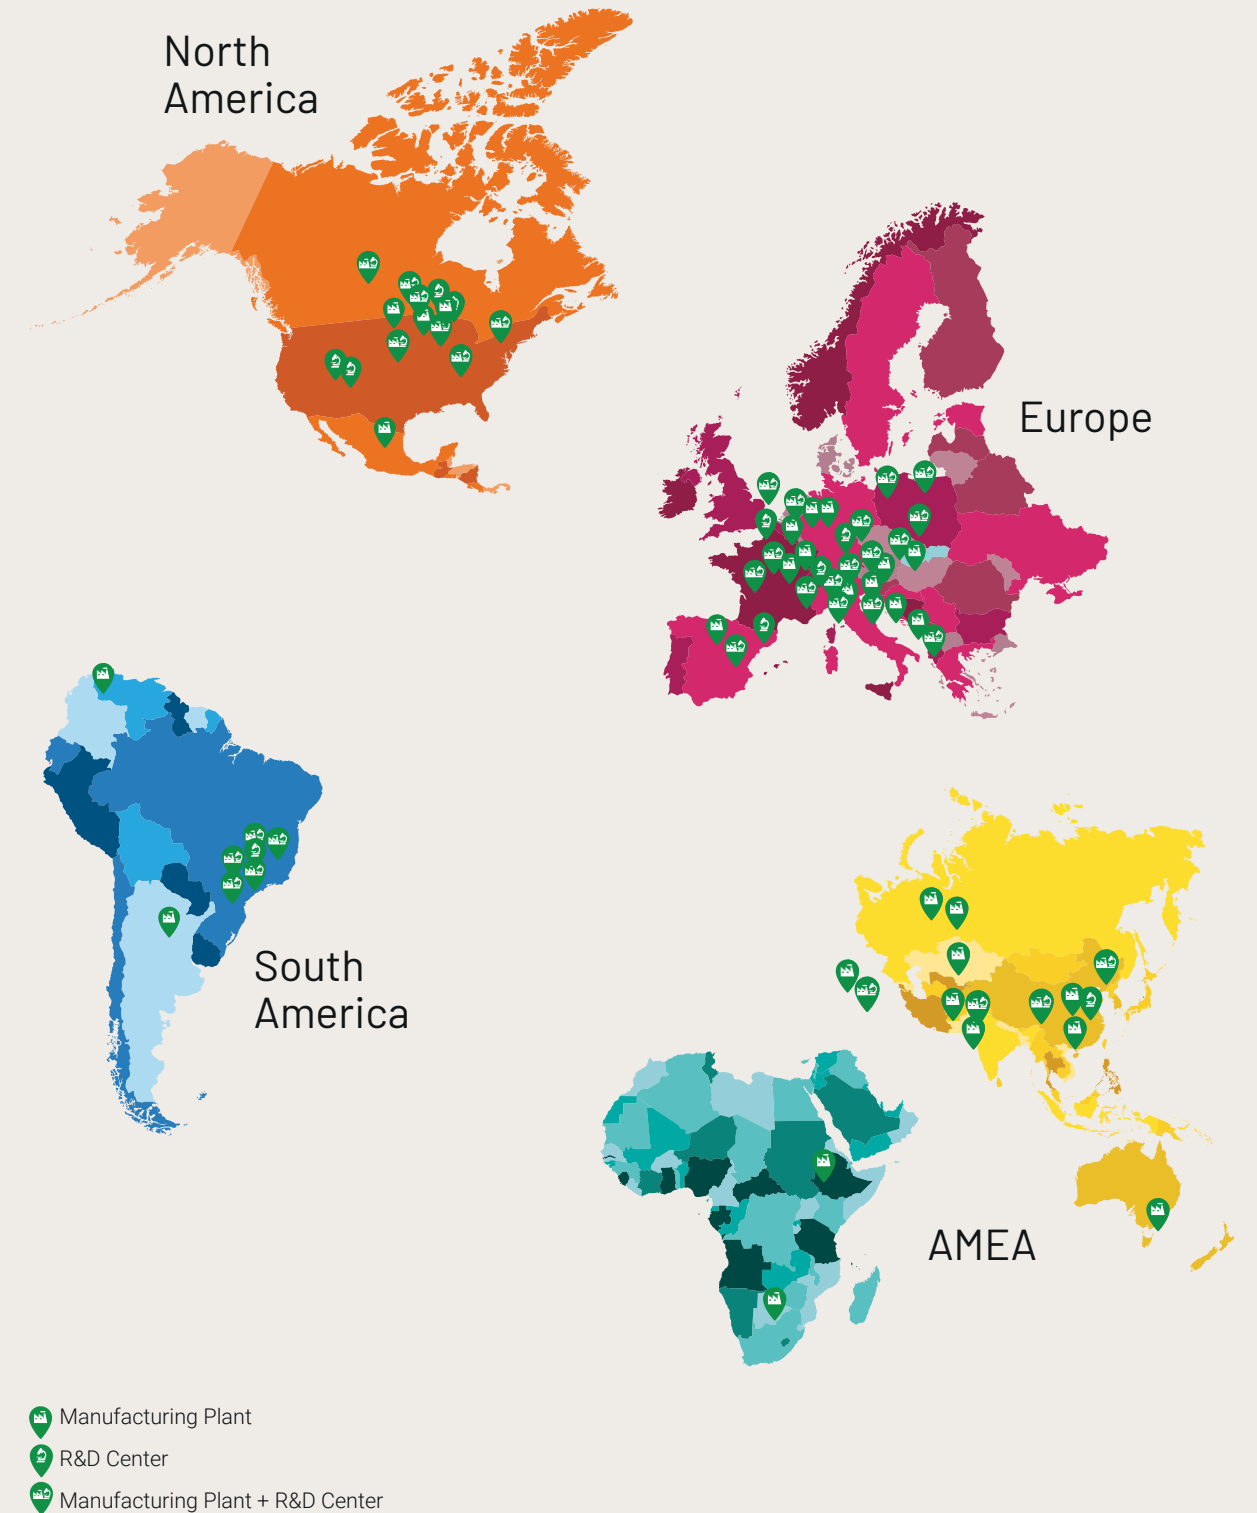 North
America
Europe
South
America
AMEA
Manufacturing Plant
R&D Center
Manufacturing Plant + R&D Center